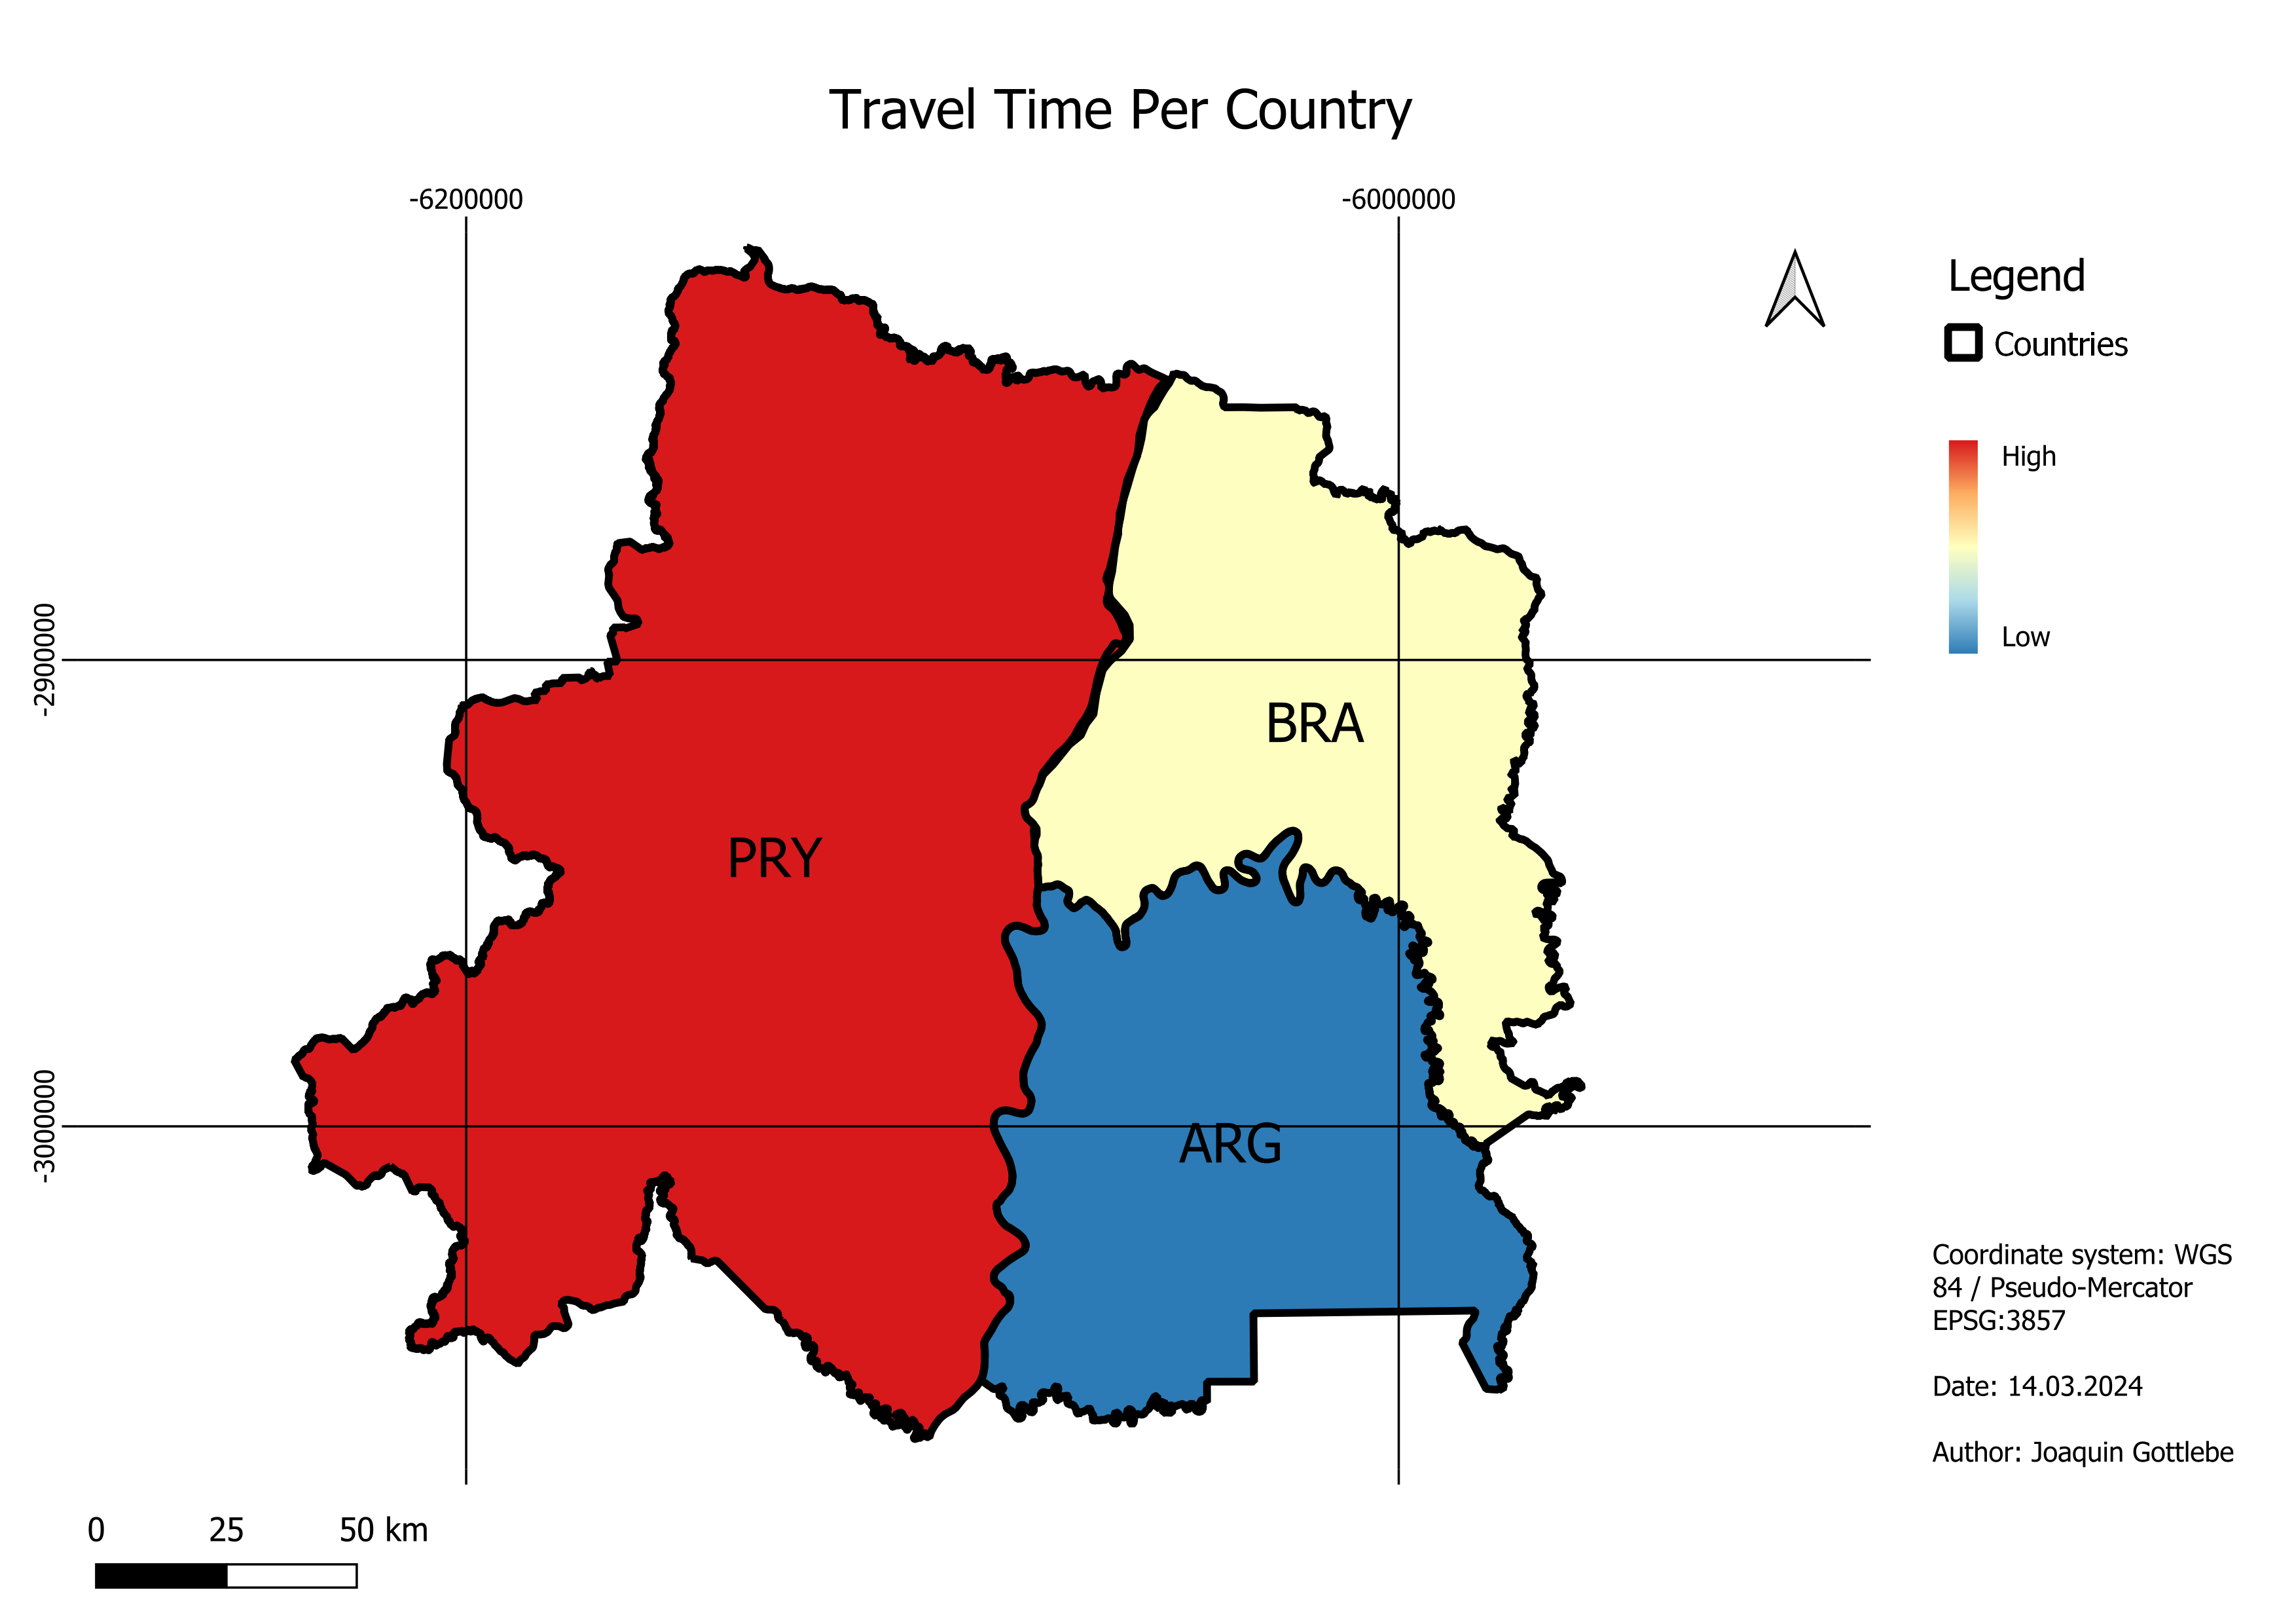 Travel Time Per Country
-6200000
-6000000
Legend
Countries
High
Low
-2900000
BRA
PRY
ARG
-3000000
Coordinate system: WGS
84 / Pseudo-Mercator
EPSG:3857
Date: 14.03.2024
Author: Joaquin Gottlebe
0 25 50 km